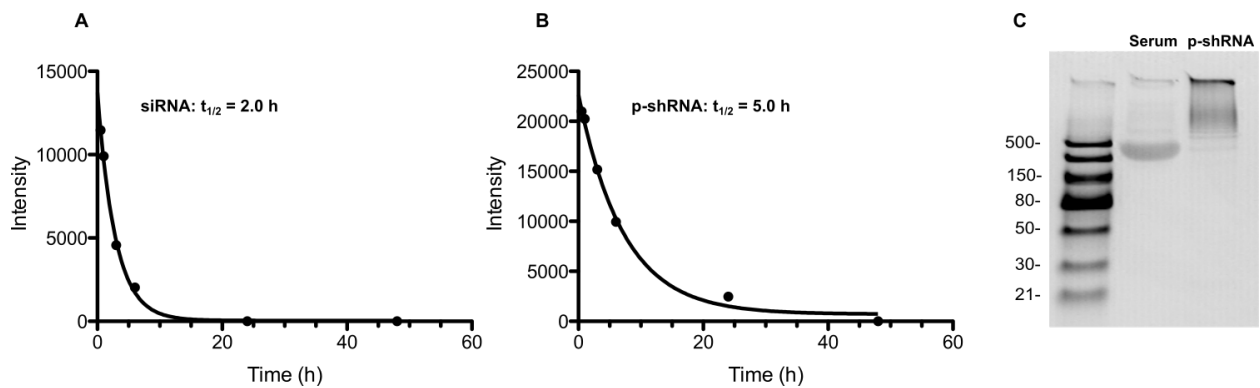 A
15000
10000
5000
0
Intensity
siRNA: t1/2 = 2.0 h
0 20 40 60
Time (h)
B
25000
20000
15000
10000
5000
0
Intensity
p-shRNA: t1/2 = 5.0 h
0 20 40 60
Time (h)
C
Serum p-shRNA
500-
150-
80-
50-
30-
21-